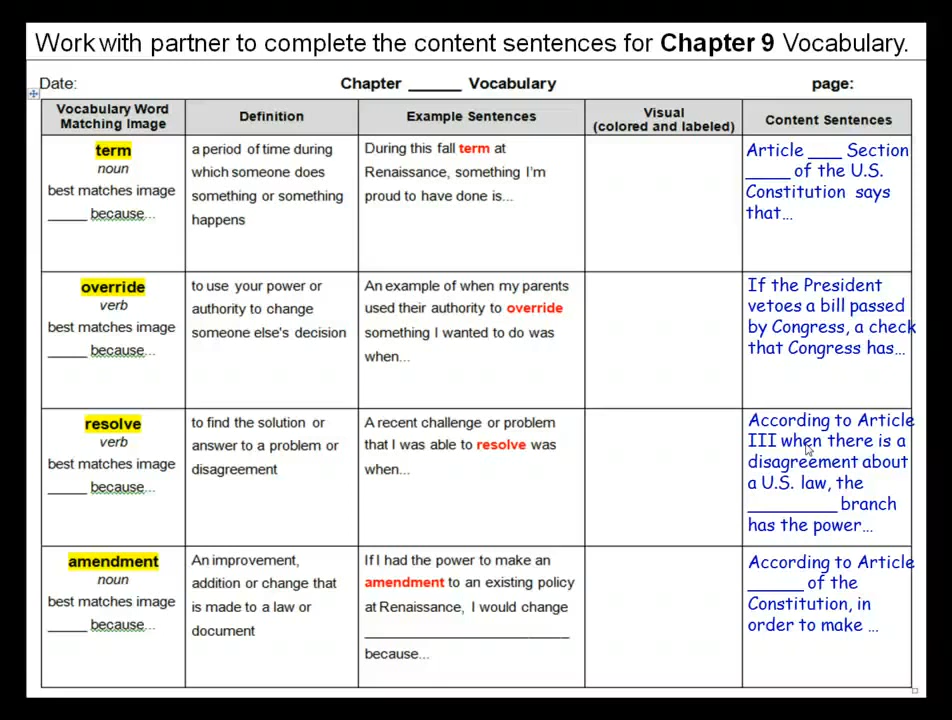 Work with partner to complete the content sentences for Chapter 9 Vocabulary.
Date: Chapter ______ Vocabulary page:
Vocabulary Word
Matching Image
Definition
Example Sentences
Visual
(colored and labeled)
Content Sentences
term
noun
best matches image
_____ because...
a period of time during
which someone does
something or something
happens
During this fall term at
Renaissance, something I'm
proud to have done is...
Article ____ Section
_____ of the U.S.
Constitution says
that...
override
verb
best matches image
_____ because...
to use your power or
authority to change
someone else's decision
An example of when my parents
used their authority to override
something I wanted to do was
when...
If the President
vetoes a bill passed
by Congress, a check
that Congress has...
resolve
verb
best matches image
_____ because...
to find the solution or
answer to a problem or
disagreement
A recent challenge or problem
that I was able to resolve was
when...
According to Article
III when there is a
disagreement about
a U.S. law, the
__________ branch
has the power...
amendment
noun
best matches image
_____ because...
An improvement,
addition or change that
is made to a law or
document
If I had the power to make an
amendment to an existing policy
at Renaissance, I would change
_________________________
because...
According to Article
______ of the
Constitution, in
order to make ...